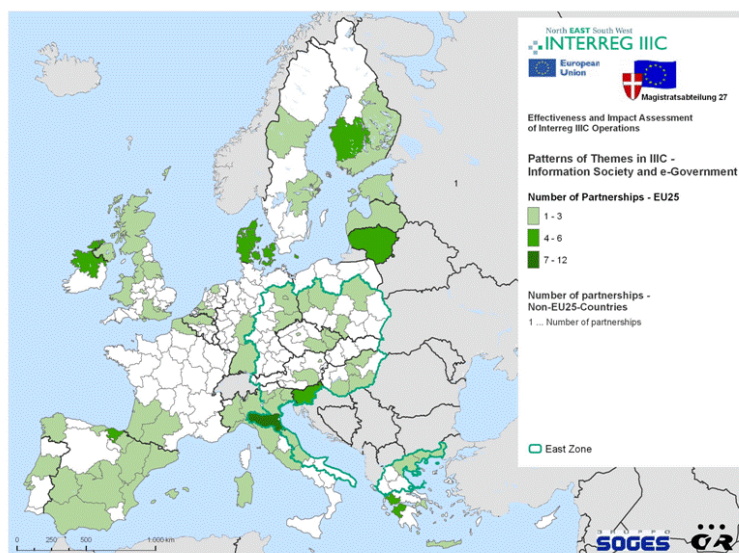 North EAST South West
INTERREG IIIC
European
Union
Magistratsabteilung 27
Effectiveness and Impact Assessment
of Interreg IIIC Operations
Patterns of Themes in IIIC -
Information Society and e-Government
Number of Partnerships - EU25
1 - 3
4 - 6
7 - 12
Number of partnerships -
Non-EU25-Countries
1 ... Number of partnerships
1
East Zone
0 250 500 1.000 km
GRUPPO
SOGES
ÖIR